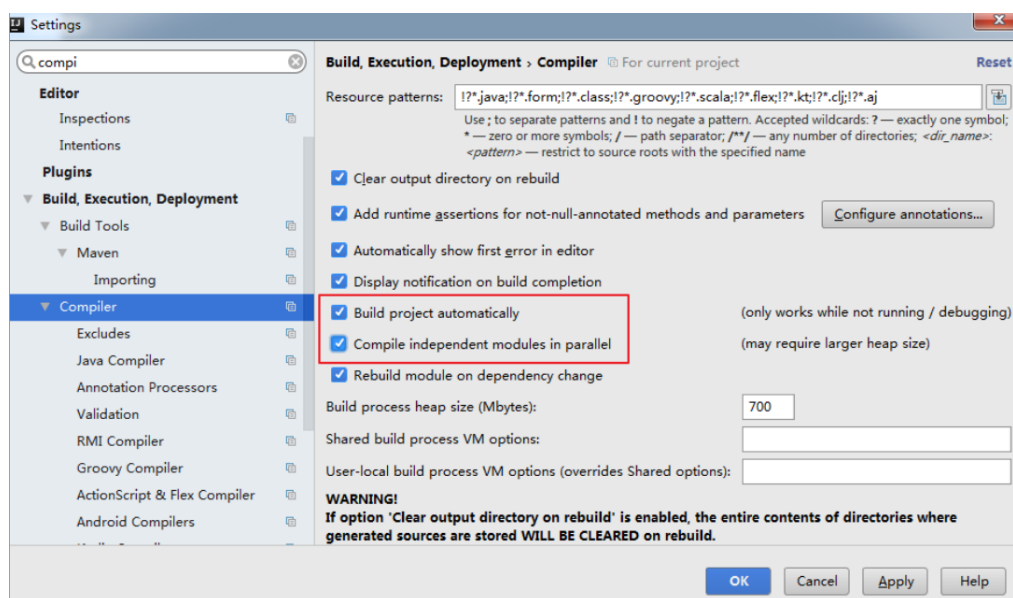 Settings
compi
Editor
Inspections
Intentions
Plugins
Build, Execution, Deployment
Build Tools
Maven
Importing
Compiler
Excludes
Java Compiler
Annotation Processors
Validation
RMI Compiler
Groovy Compiler
ActionScript & Flex Compiler
Android Compilers
Build, Execution, Deployment › Compiler For current project Reset
Resource patterns: !?*.java;!?*.form;!?*.class;!?*.groovy;!?*.scala;!?*.flex;!?*.kt;!?*.clj;!?*.aj
Use ; to separate patterns and ! to negate a pattern. Accepted wildcards: ? — exactly one symbol;
* — zero or more symbols; / — path separator; /**/ — any number of directories; <dir_name>:
<pattern> — restrict to source roots with the specified name
Clear output directory on rebuild
Add runtime assertions for not-null-annotated methods and parameters Configure annotations...
Automatically show first error in editor
Display notification on build completion
Build project automatically (only works while not running / debugging)
Compile independent modules in parallel (may require larger heap size)
Rebuild module on dependency change
Build process heap size (Mbytes): 700
Shared build process VM options:
User-local build process VM options (overrides Shared options):
WARNING!
If option 'Clear output directory on rebuild' is enabled, the entire contents of directories where
generated sources are stored WILL BE CLEARED on rebuild.
OK Cancel Apply Help